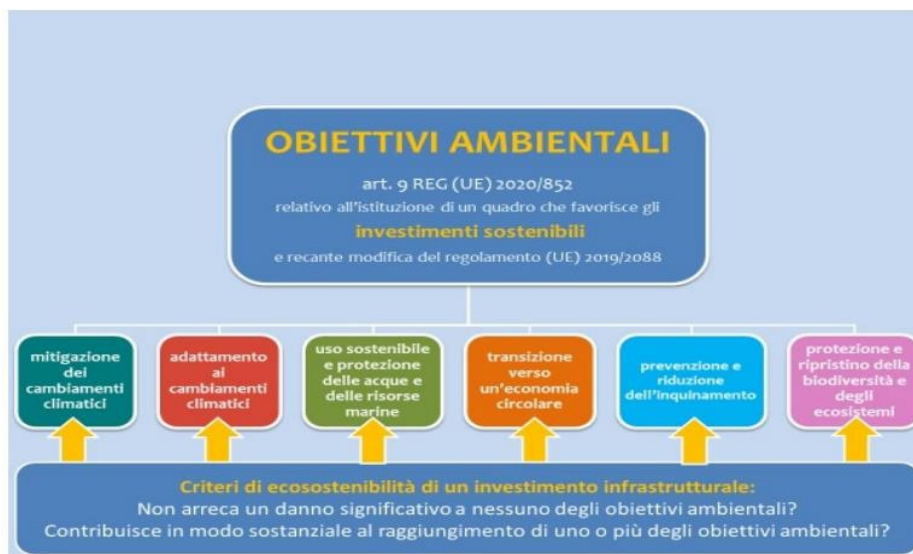 OBIETTIVI AMBIENTALI
art. 9 REG (UE) 2020/852
relativo all'istituzione di un quadro che favorisce gli
investimenti sostenibili
e recante modifica del regolamento (UE) 2019/2088
mitigazione
dei
cambiamenti
climatici
adattamento
ai
cambiamenti
climatici
uso sostenibile
e protezione
delle acque e
delle risorse
marine
transizione
verso
un'economia
circolare
prevenzione e
riduzione
dell'inquinamento
protezione e
ripristino della
biodiversità e
degli
ecosistemi
Criteri di ecosostenibilità di un investimento infrastrutturale:
Non arreca un danno significativo a nessuno degli obiettivi ambientali?
Contribuisce in modo sostanziale al raggiungimento di uno o più degli obiettivi ambientali?